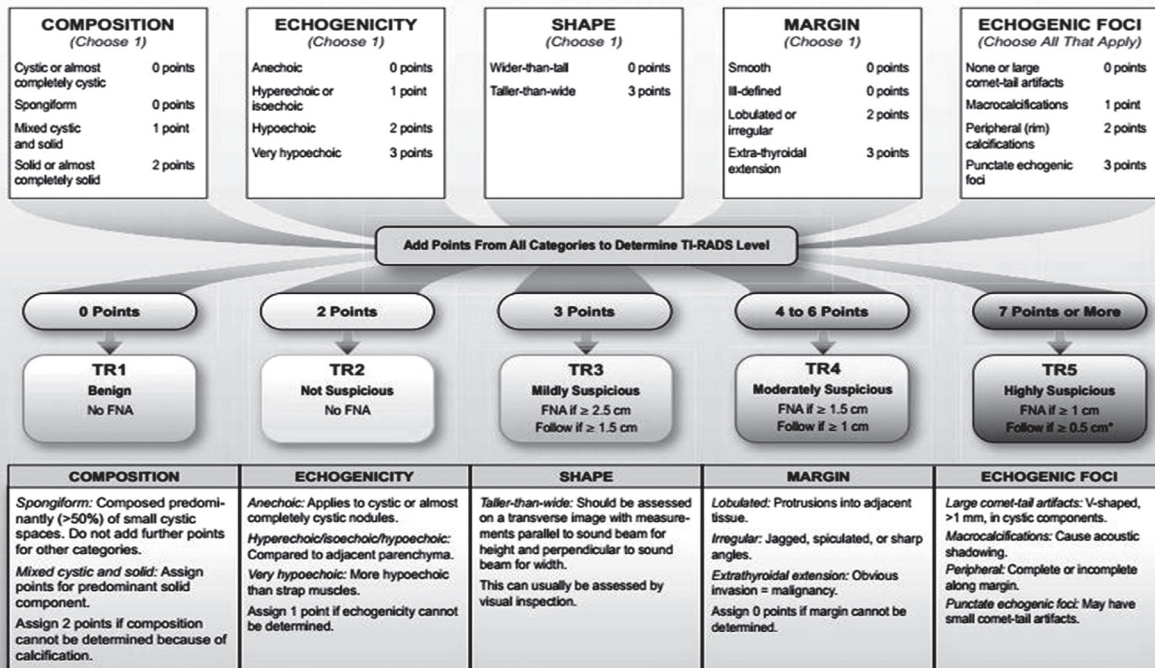 COMPOSITION
(Choose 1)
Cystic or almost
completely cystic 0 points
Spongiform 0 points
Mixed cystic
and solid 1 point
Solid or almost
completely solid 2 points
ECHOGENICITY
(Choose 1)
Anechoic 0 points
Hyperechoic or
isoechoic 1 point
Hypoechoic 2 points
Very hypoechoic 3 points
SHAPE
(Choose 1)
Wider-than-tall 0 points
Taller-than-wide 3 points
MARGIN
(Choose 1)
Smooth 0 points
Ill-defined 0 points
Lobulated or
irregular 2 points
Extra-thyroidal
extension 3 points
ECHOGENIC FOCI
(Choose All That Apply)
None or large
comet-tail artifacts 0 points
Macrocalcifications 1 point
Peripheral (rim)
calcifications 2 points
Punctate echogenic
foci 3 points
Add Points From All Categories to Determine TI-RADS Level
0 Points
TR1
Benign
No FNA
2 Points
TR2
Not Suspicious
No FNA
3 Points
TR3
Mildly Suspicious
FNA if ≥ 2.5 cm
Follow if ≥ 1.5 cm
4 to 6 Points
TR4
Moderately Suspicious
FNA if ≥ 1.5 cm
Follow if ≥ 1 cm
7 Points or More
TR5
Highly Suspicious
FNA if ≥ 1 cm
Follow if ≥ 0.5 cm*
COMPOSITION
Spongiform: Composed predomi-
nantly (>50%) of small cystic
spaces. Do not add further points
for other categories.
Mixed cystic and solid: Assign
points for predominant solid
component.
Assign 2 points if composition
cannot be determined because of
calcification.
ECHOGENICITY
Anechoic: Applies to cystic or almost
completely cystic nodules.
Hyperechoic/isoechoic/hypoechoic:
Compared to adjacent parenchyma.
Very hypoechoic: More hypoechoic
than strap muscles.
Assign 1 point if echogenicity cannot
be determined.
SHAPE
Taller-than-wide: Should be assessed
on a transverse image with measure-
ments parallel to sound beam for
height and perpendicular to sound
beam for width.
This can usually be assessed by
visual inspection.
MARGIN
Lobulated: Protrusions into adjacent
tissue.
Irregular: Jagged, spiculated, or sharp
angles.
Extrathyroidal extension: Obvious
invasion = malignancy.
Assign 0 points if margin cannot be
determined.
ECHOGENIC FOCI
Large comet-tail artifacts: V-shaped,
>1 mm, in cystic components.
Macrocalcifications: Cause acoustic
shadowing.
Peripheral: Complete or incomplete
along margin.
Punctate echogenic foci: May have
small comet-tail artifacts.